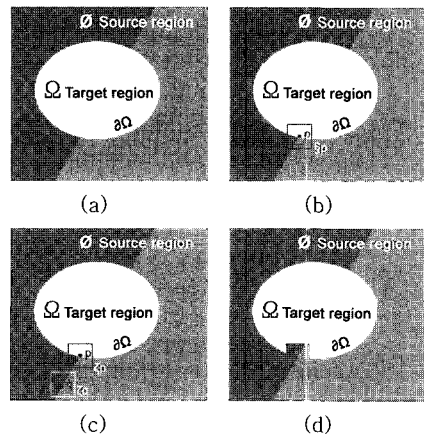 Ø Source region
Ω Target region
∂Ω
(a)
Ø Source region
Ω Target region
∂Ω
p
(b)
Ø Source region
Ω Target region
∂Ω
p
(c)
Ø Source region
Ω Target region
∂Ω
(d)